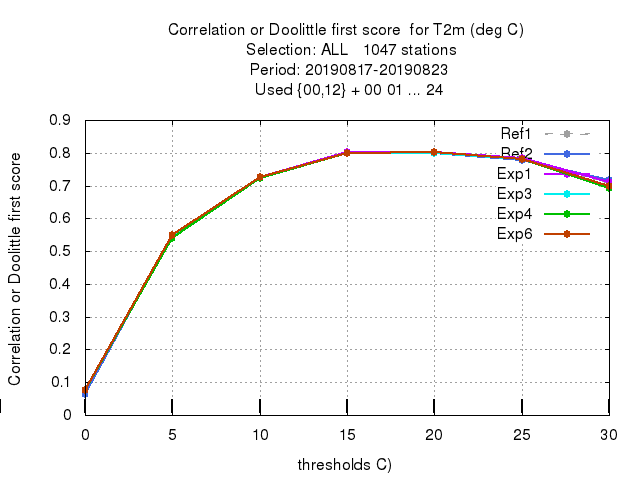 Correlation or Doolittle first score  for T2m (deg C)
Selection: ALL   1047 stations
Period: 20190817-20190823
Used {00,12} + 00 01 ... 24
Correlation or Doolittle first score
0.9
0.8
0.7
0.6
0.5
0.4
0.3
0.2
0.1
0
Ref1
Ref2
Exp1
Exp3
Exp4
Exp6
0 5 10 15 20 25 30
thresholds C)